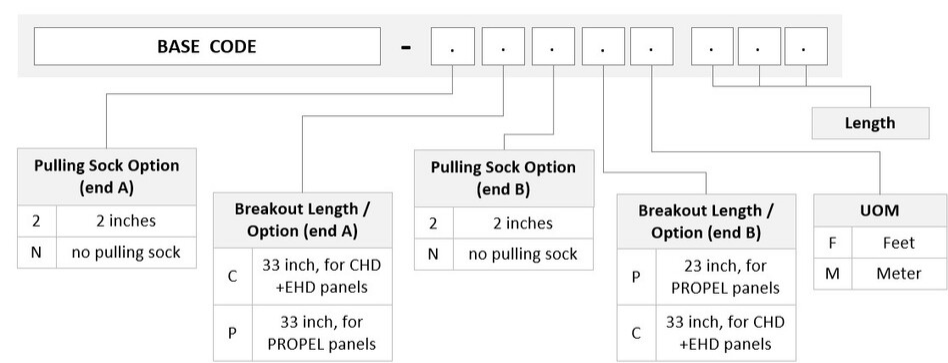 BASE CODE - . . . . . . . .
Length
Pulling Sock Option
(end A)
2 2 inches
N no pulling sock
Breakout Length /
Option (end A)
C 33 inch, for CHD
+EHD panels
P 33 inch, for
PROPEL panels
Pulling Sock Option
(end B)
2 2 inches
N no pulling sock
Breakout Length /
Option (end B)
P 23 inch, for
PROPEL panels
C 33 inch, for CHD
+EHD panels
UOM
F Feet
M Meter